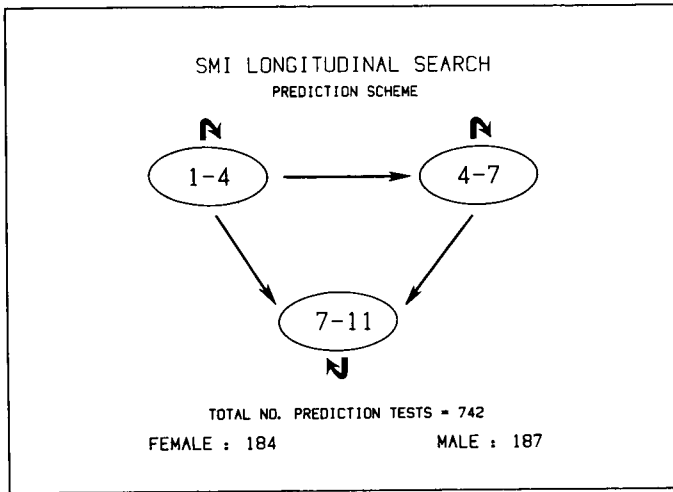 SMI LONGITUDINAL SEARCH
PREDICTION SCHEME
1-4
4-7
7-11
TOTAL NO. PREDICTION TESTS = 742
FEMALE : 184 MALE : 187